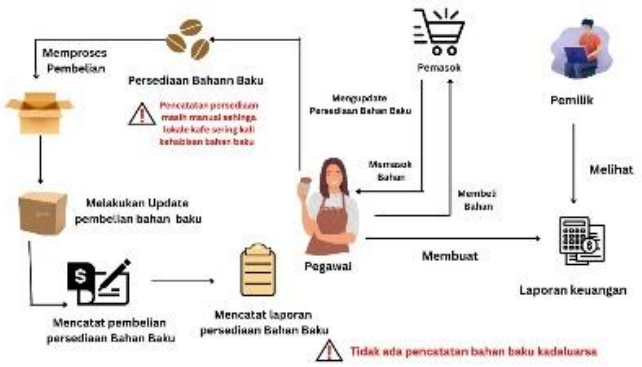 Memproses
Pembelian
Persediaan Bahann Baku
Pencatatan persediaan
masih manual sehinga
lokale kafe sering kali
kehabisan bahan baku
Pemasok
Mengupdate
Persediaan Bahan Baku
Pemilik
Melihat
Memasok
Bahan
Membeli
Bahan
Melakukan Update
pembelian bahan baku
Pegawai
Membuat
Laporan keuangan
$
Mencatat pembelian
persediaan Bahan Baku
Mencatat laporan
persediaan Bahan Baku
Tidak ada pencatatan bahan baku kadaluarsa